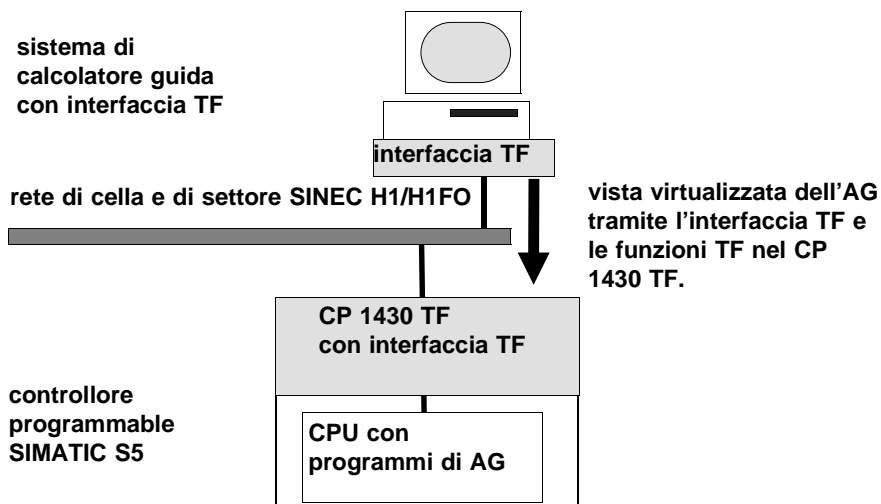 sistema di
calcolatore guida
con interfaccia TF
interfaccia TF
rete di cella e di settore SINEC H1/H1FO
vista virtualizzata dell'AG
tramite l'interfaccia TF e
le funzioni TF nel CP
1430 TF.
CP 1430 TF
con interfaccia TF
controllore
programmable
SIMATIC S5
CPU con
programmi di AG